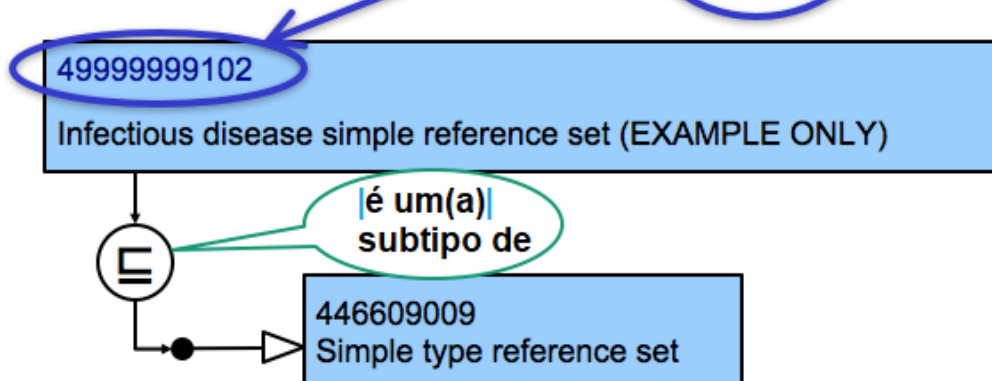 49999999102
Infectious disease simple reference set (EXAMPLE ONLY)
|é um(a)|
subtipo de
⊑
446609009
Simple type reference set